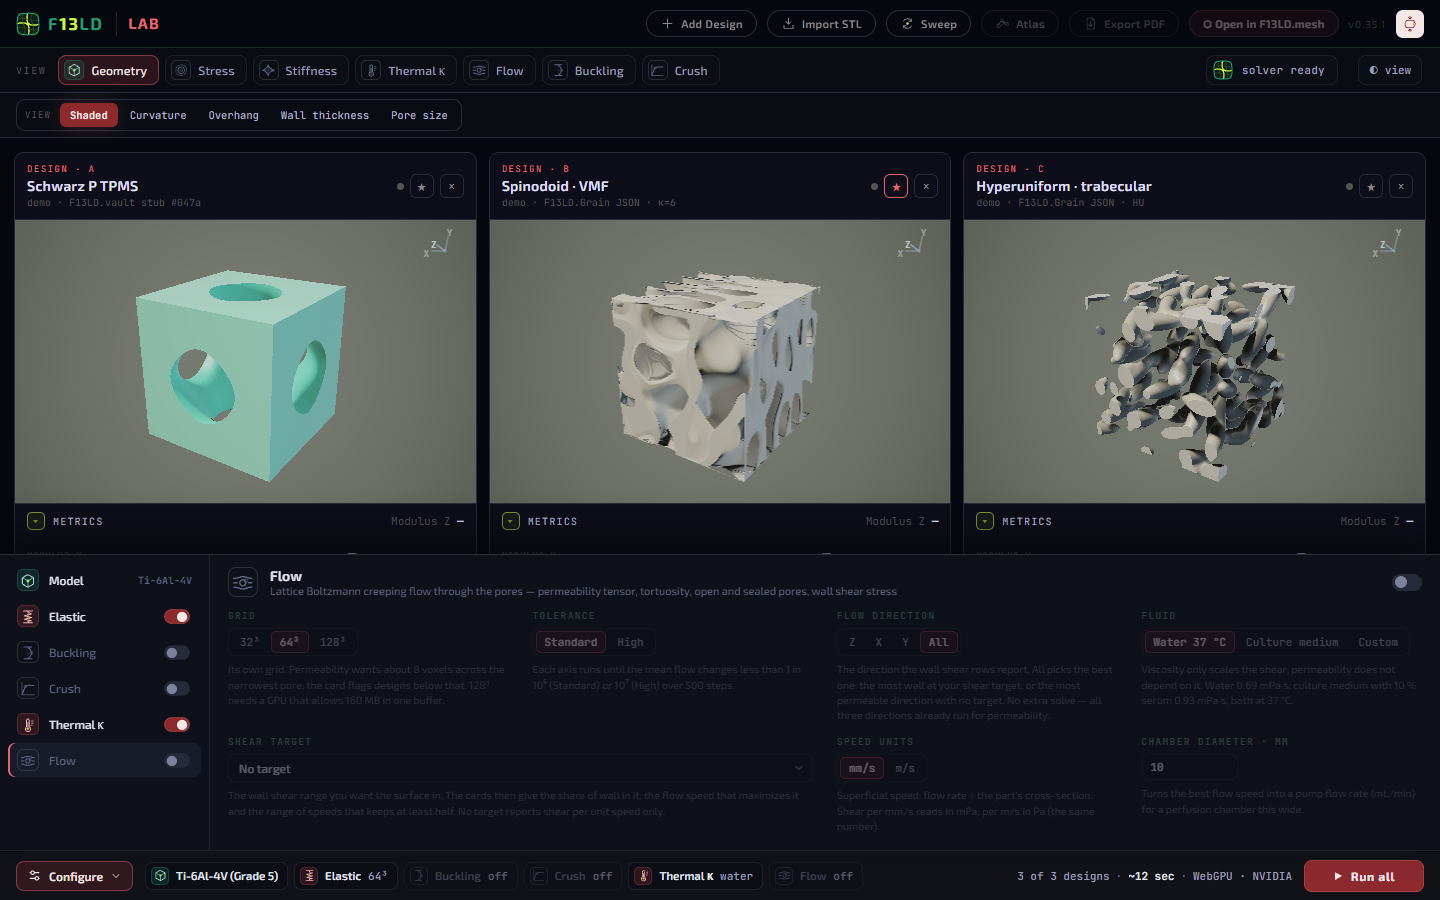 F13LD LAB
Add Design
Import STL
Sweep
Atlas
Export PDF
Open in F13LD.mesh
v0.35.1
VIEW
Geometry
Stress
Stiffness
Thermal κ
Flow
Buckling
Crush
solver ready
view
VIEW
Shaded
Curvature
Overhang
Wall thickness
Pore size
DESIGN · A
Schwarz P TPMS
demo · F13LD.vault stub #047a
DESIGN · B
Spinodoid · VMF
demo · F13LD.Grain JSON · κ=6
DESIGN · C
Hyperuniform · trabecular
demo · F13LD.Grain JSON · HU
Y
Z
X
Y
Z
X
Y
Z
X
METRICS
Modulus Z —
METRICS
Modulus Z —
METRICS
Modulus Z —
Model
Ti-6Al-4V
Elastic
Buckling
Crush
Thermal κ
Flow
Flow
Lattice Boltzmann creeping flow through the pores — permeability tensor, tortuosity, open and sealed pores, wall shear stress
GRID
32³
64³
128³
Its own grid. Permeability wants about 8 voxels across the
narrowest pore; the card flags designs below that. 128³
needs a GPU that allows 160 MB in one buffer.
TOLERANCE
Standard
High
Each axis runs until the mean flow changes less than 1 in
10⁶ (Standard) or 10⁷ (High) over 500 steps.
FLOW DIRECTION
Z
X
Y
All
The direction the wall shear rows report. All picks the best
one: the most wall at your shear target, or the most
permeable direction with no target. No extra solve — all
three directions already run for permeability.
FLUID
Water 37 °C
Culture medium
Custom
Viscosity only scales the shear; permeability does not
depend on it. Water 0.69 mPa·s, culture medium with 10 %
serum 0.93 mPa·s, both at 37 °C.
SHEAR TARGET
No target
The wall shear range you want the surface in. The cards then give the share of wall in it, the flow speed that maximizes it
and the range of speeds that keeps at least half. No target reports shear per unit speed only.
SPEED UNITS
mm/s
m/s
Superficial speed: flow rate ÷ the part's cross-section.
Shear per mm/s reads in mPa; per m/s in Pa (the same
number).
CHAMBER DIAMETER · MM
10
Turns the best flow speed into a pump flow rate (mL/min)
for a perfusion chamber this wide.
Configure
Ti-6Al-4V (Grade 5)
Elastic 64³
Buckling off
Crush off
Thermal κ water
Flow off
3 of 3 designs · ~12 sec · WebGPU · NVIDIA
Run all